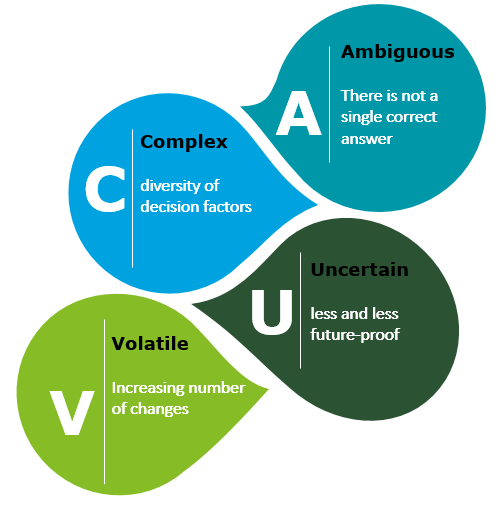 A
Ambiguous
There is not a
single correct
answer
C
Complex
diversity of
decision factors
U
Uncertain
less and less
future-proof
V
Volatile
Increasing number
of changes